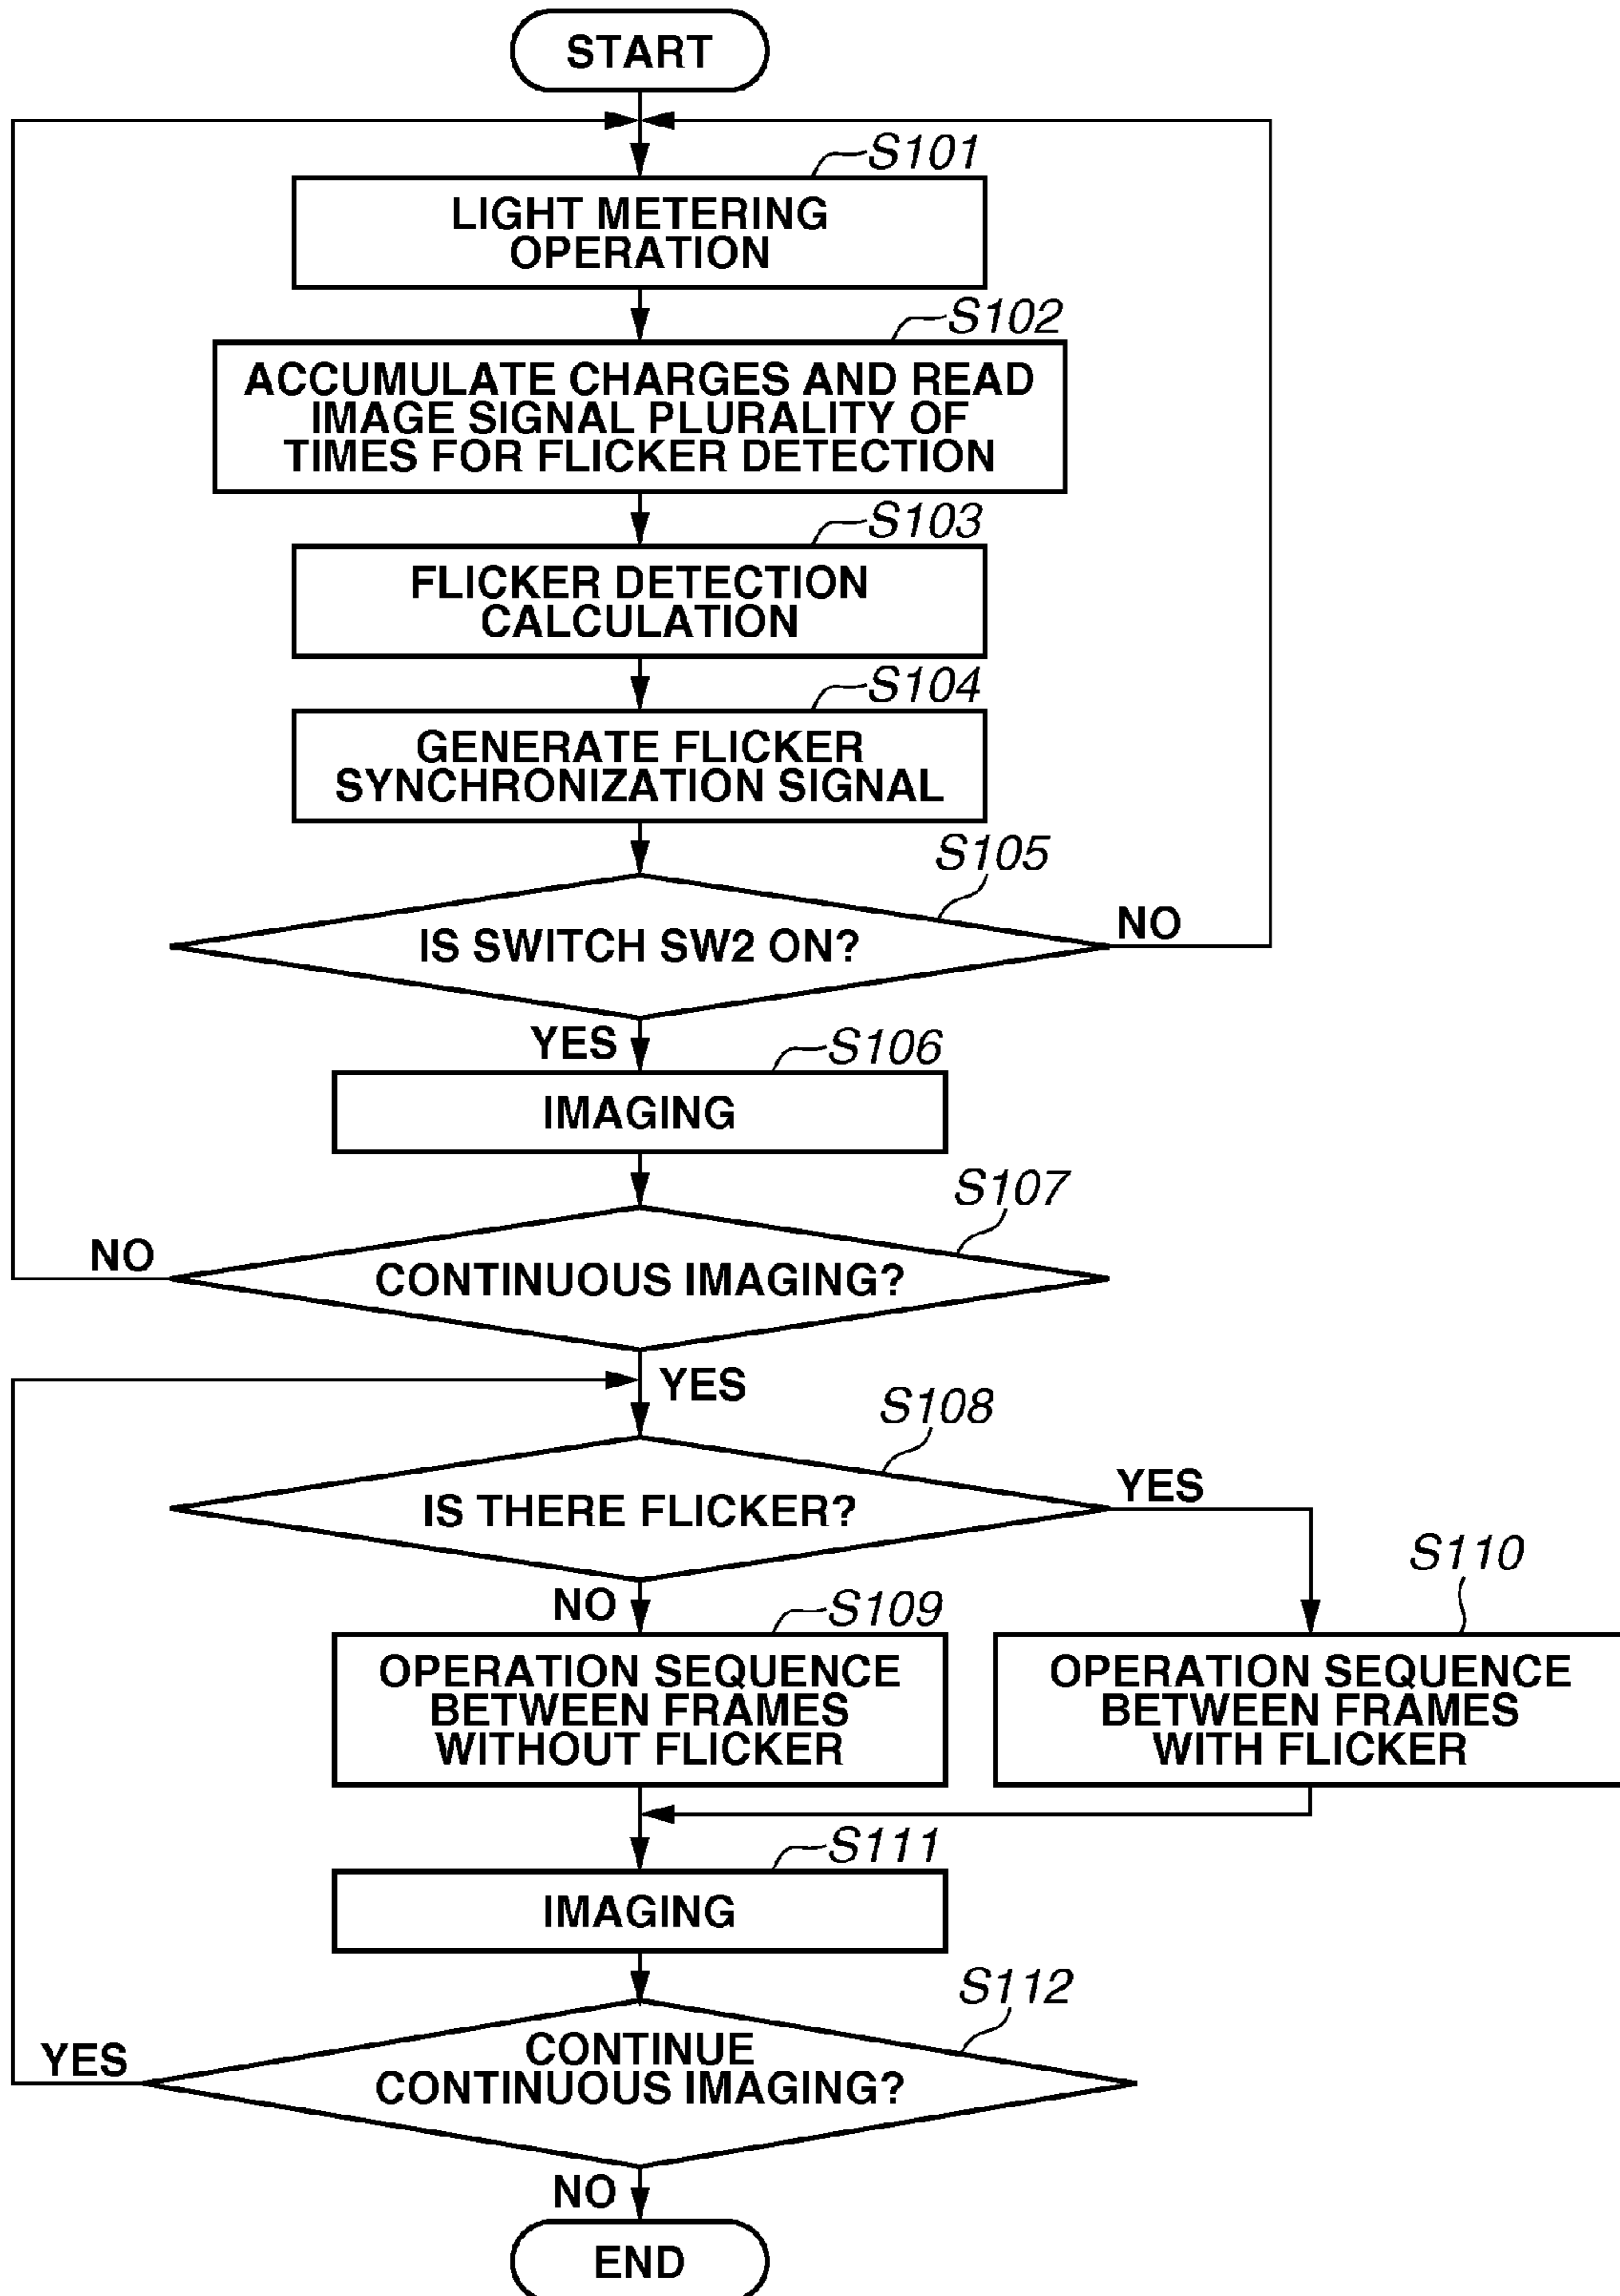 START
S101
LIGHT METERING
OPERATION
S102
ACCUMULATE CHARGES AND READ
IMAGE SIGNAL PLURALITY OF
TIMES FOR FLICKER DETECTION
S103
FLICKER DETECTION
CALCULATION
S104
GENERATE FLICKER
SYNCHRONIZATION SIGNAL
S105
IS SWITCH SW2 ON?
NO
YES
S106
IMAGING
S107
NO
CONTINUOUS IMAGING?
YES
S108
IS THERE FLICKER?
YES
S110
NO
S109
OPERATION SEQUENCE
BETWEEN FRAMES
WITHOUT FLICKER
OPERATION SEQUENCE
BETWEEN FRAMES
WITH FLICKER
S111
IMAGING
S112
YES
CONTINUE
CONTINUOUS IMAGING?
NO
END